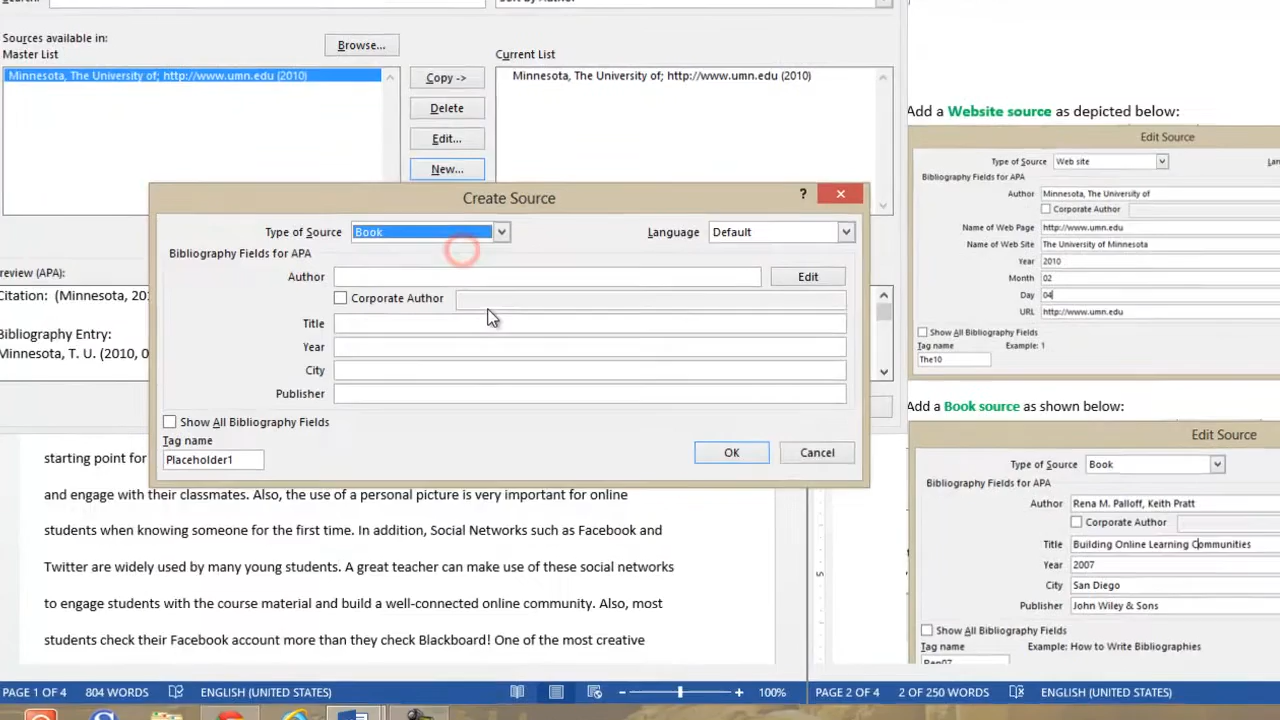 Search:
Sort by Author
Sources available in:
Master List
Browse...
Current List
Minnesota, The University of; http://www.umn.edu (2010)
Copy ->
Minnesota, The University of; http://www.umn.edu (2010)
Delete
Edit...
New...
Preview (APA):
Citation: (Minnesota, 201
Bibliography Entry:
Minnesota, T. U. (2010, 0
Create Source
?
Type of Source
Book
Language
Default
Bibliography Fields for APA
Author
Edit
Corporate Author
Title
Year
City
Publisher
Show All Bibliography Fields
Tag name
Placeholder1
OK
Cancel
starting point for
and engage with their classmates. Also, the use of a personal picture is very important for online
students when knowing someone for the first time. In addition, Social Networks such as Facebook and
Twitter are widely used by many young students. A great teacher can make use of these social networks
to engage students with the course material and build a well-connected online community. Also, most
students check their Facebook account more than they check Blackboard! One of the most creative
Add a Website source as depicted below:
Edit Source
Type of Source
Web site
Lang
Bibliography Fields for APA
Author
Minnesota, The University of
Corporate Author
Name of Web Page
http://www.umn.edu
Name of Web Site
The University of Minnesota
Year
2010
Month
02
Day
04
URL
http://www.umn.edu
Show All Bibliography Fields
Tag name
Example: 1
The10
Add a Book source as shown below:
Edit Source
Type of Source
Book
Bibliography Fields for APA
Author
Rena M. Palloff, Keith Pratt
Corporate Author
Title
Building Online Learning Communities
Year
2007
City
San Diego
Publisher
John Wiley & Sons
Show All Bibliography Fields
Tag name
Example: How to Write Bibliographies
Ren07
PAGE 1 OF 4
804 WORDS
ENGLISH (UNITED STATES)
100%
PAGE 2 OF 4
2 OF 250 WORDS
ENGLISH (UNITED STATES)